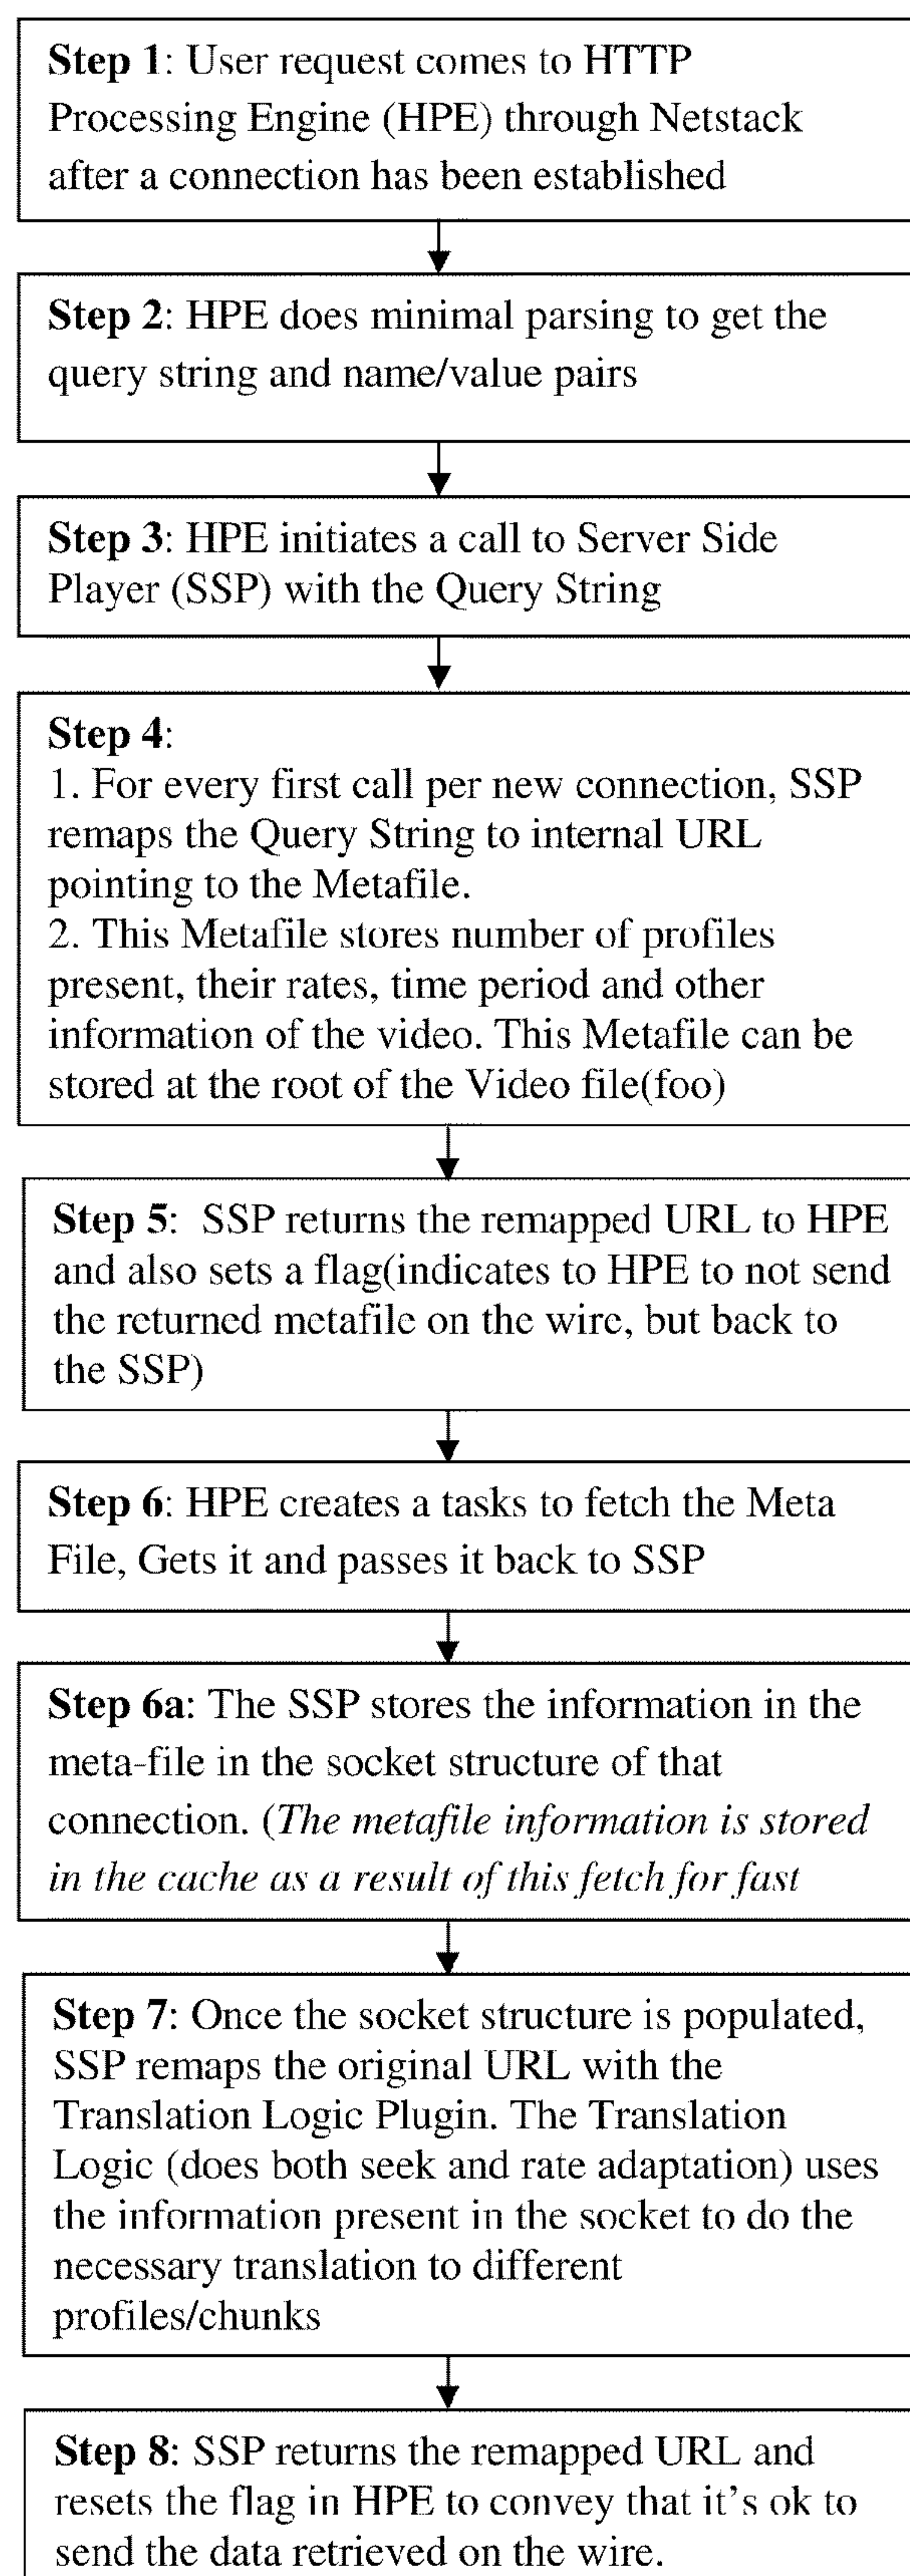 Step 1: User request comes to HTTP
Processing Engine (HPE) through Netstack
after a connection has been established
Step 2: HPE does minimal parsing to get the
query string and name/value pairs
Step 3: HPE initiates a call to Server Side
Player (SSP) with the Query String
Step 4:
1. For every first call per new connection, SSP
remaps the Query String to internal URL
pointing to the Metafile.
2. This Metafile stores number of profiles
present, their rates, time period and other
information of the video. This Metafile can be
stored at the root of the Video file(foo)
Step 5: SSP returns the remapped URL to HPE
and also sets a flag(indicates to HPE to not send
the returned metafile on the wire, but back to
the SSP)
Step 6: HPE creates a tasks to fetch the Meta
File, Gets it and passes it back to SSP
Step 6a: The SSP stores the information in the
meta-file in the socket structure of that
connection. (The metafile information is stored
in the cache as a result of this fetch for fast
Step 7: Once the socket structure is populated,
SSP remaps the original URL with the
Translation Logic Plugin. The Translation
Logic (does both seek and rate adaptation) uses
the information present in the socket to do the
necessary translation to different
profiles/chunks
Step 8: SSP returns the remapped URL and
resets the flag in HPE to convey that it's ok to
send the data retrieved on the wire.